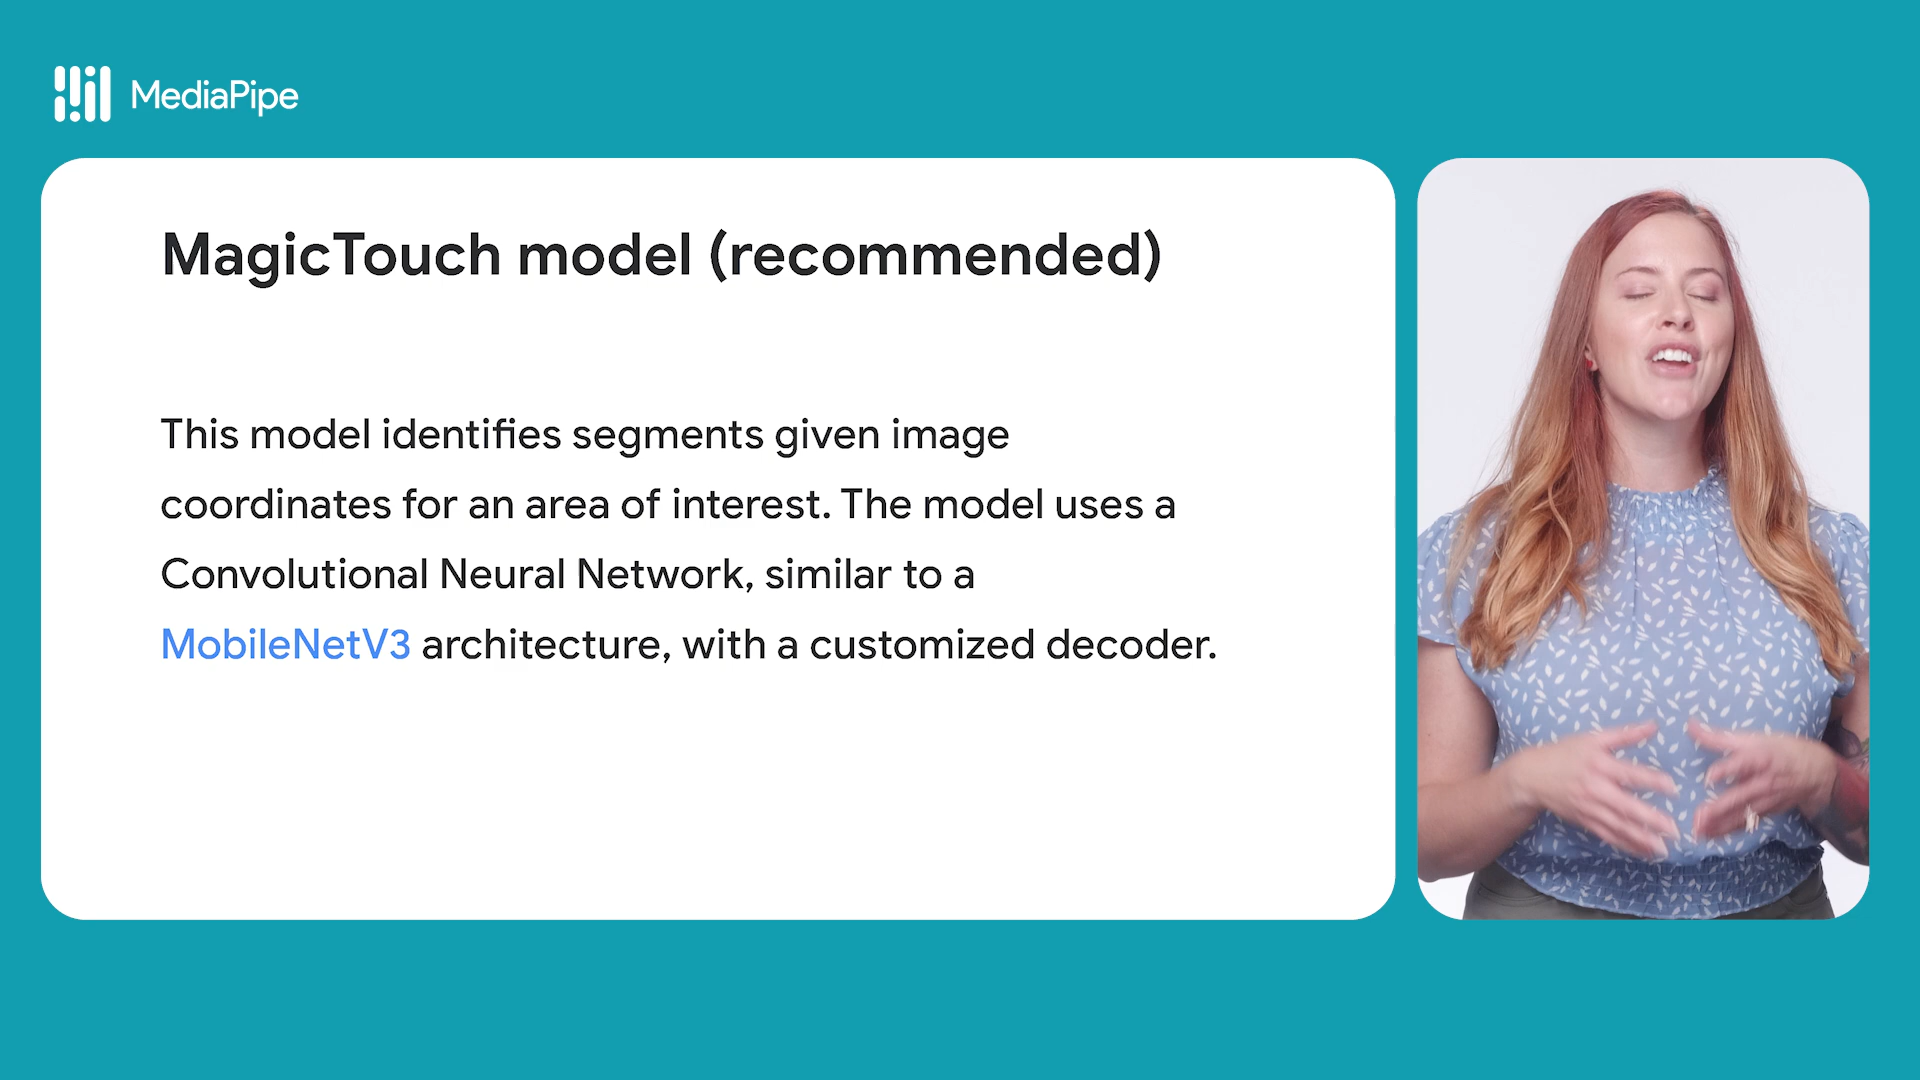 MediaPipe
MagicTouch model (recommended)
This model identifies segments given image
coordinates for an area of interest. The model uses a
Convolutional Neural Network, similar to a
MobileNetV3 architecture, with a customized decoder.